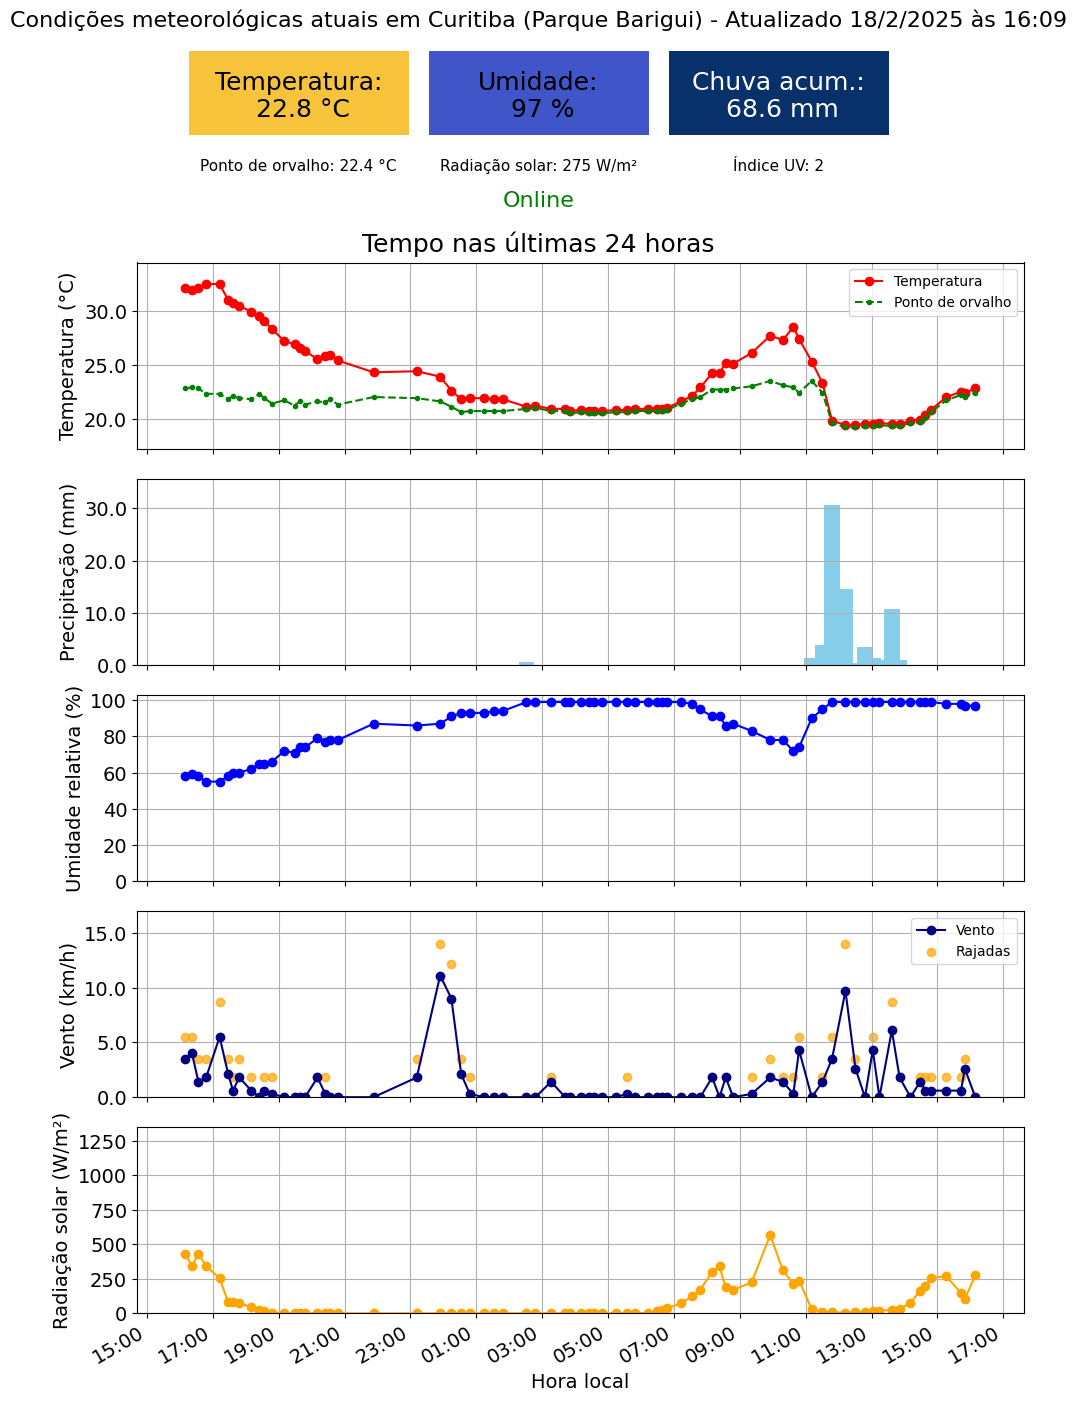 Condições meteorológicas atuais em Curitiba (Parque Barigui) - Atualizado 18/2/2025 às 16:09
Temperatura:
22.8 °C
Umidade:
97 %
Chuva acum.:
68.6 mm
Ponto de orvalho: 22.4 °C
Radiação solar: 275 W/m²
Índice UV: 2
Online
Tempo nas últimas 24 horas
Temperatura (°C)
30.0
25.0
20.0
Temperatura
Ponto de orvalho
Precipitação (mm)
30.0
20.0
10.0
0.0
Umidade relativa (%)
100
80
60
40
20
0
Vento (km/h)
15.0
10.0
5.0
0.0
Vento
Rajadas
Radiação solar (W/m²)
1250
1000
750
500
250
0
15:00
17:00
19:00
21:00
23:00
01:00
03:00
05:00
07:00
09:00
11:00
13:00
15:00
17:00
Hora local